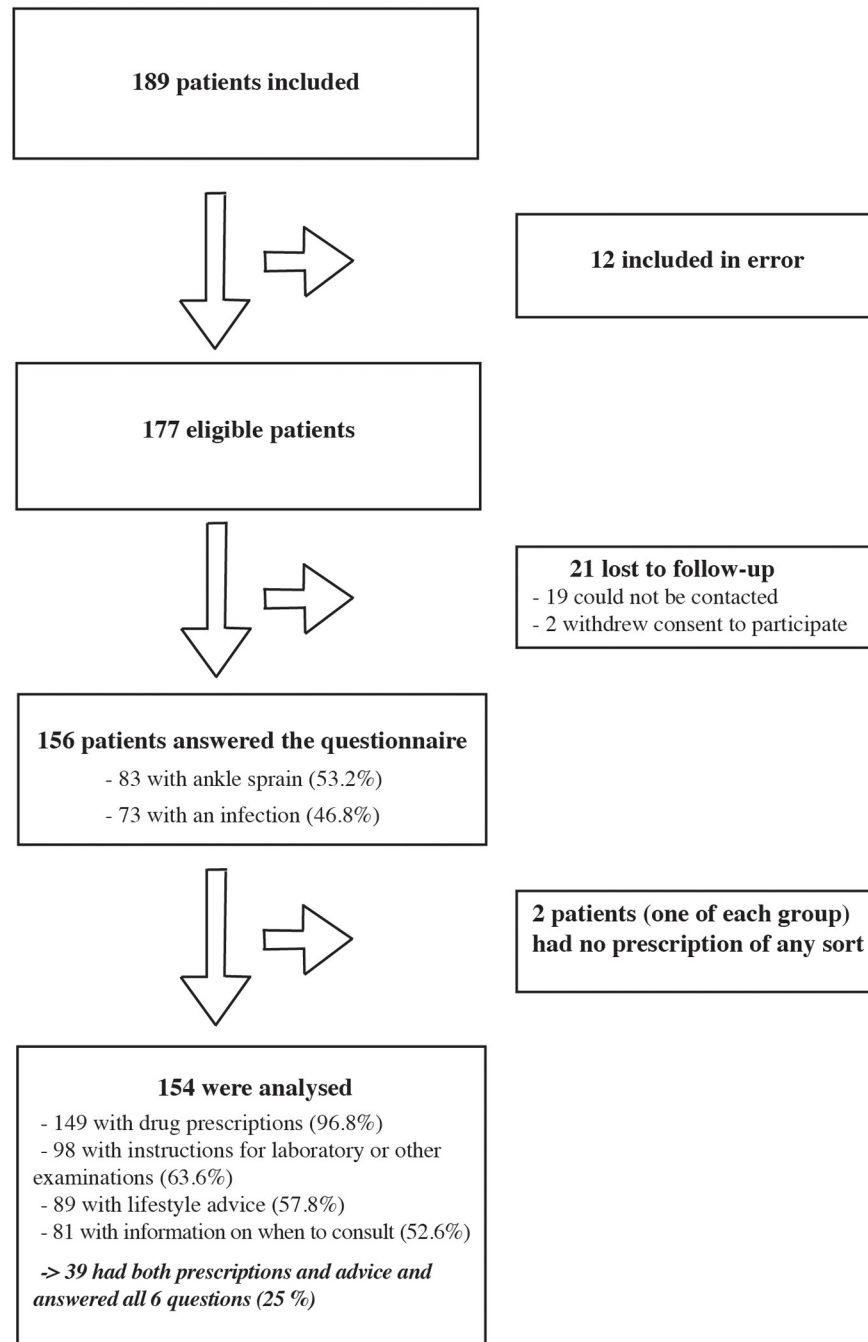 189 patients included
12 included in error
177 eligible patients
21 lost to follow-up
- 19 could not be contacted
- 2 withdrew consent to participate
156 patients answered the questionnaire
- 83 with ankle sprain (53.2%)
- 73 with an infection (46.8%)
2 patients (one of each group)
had no prescription of any sort
154 were analysed
- 149 with drug prescriptions (96.8%)
- 98 with instructions for laboratory or other
examinations (63.6%)
- 89 with lifestyle advice (57.8%)
- 81 with information on when to consult (52.6%)
-> 39 had both prescriptions and advice and
answered all 6 questions (25 %)